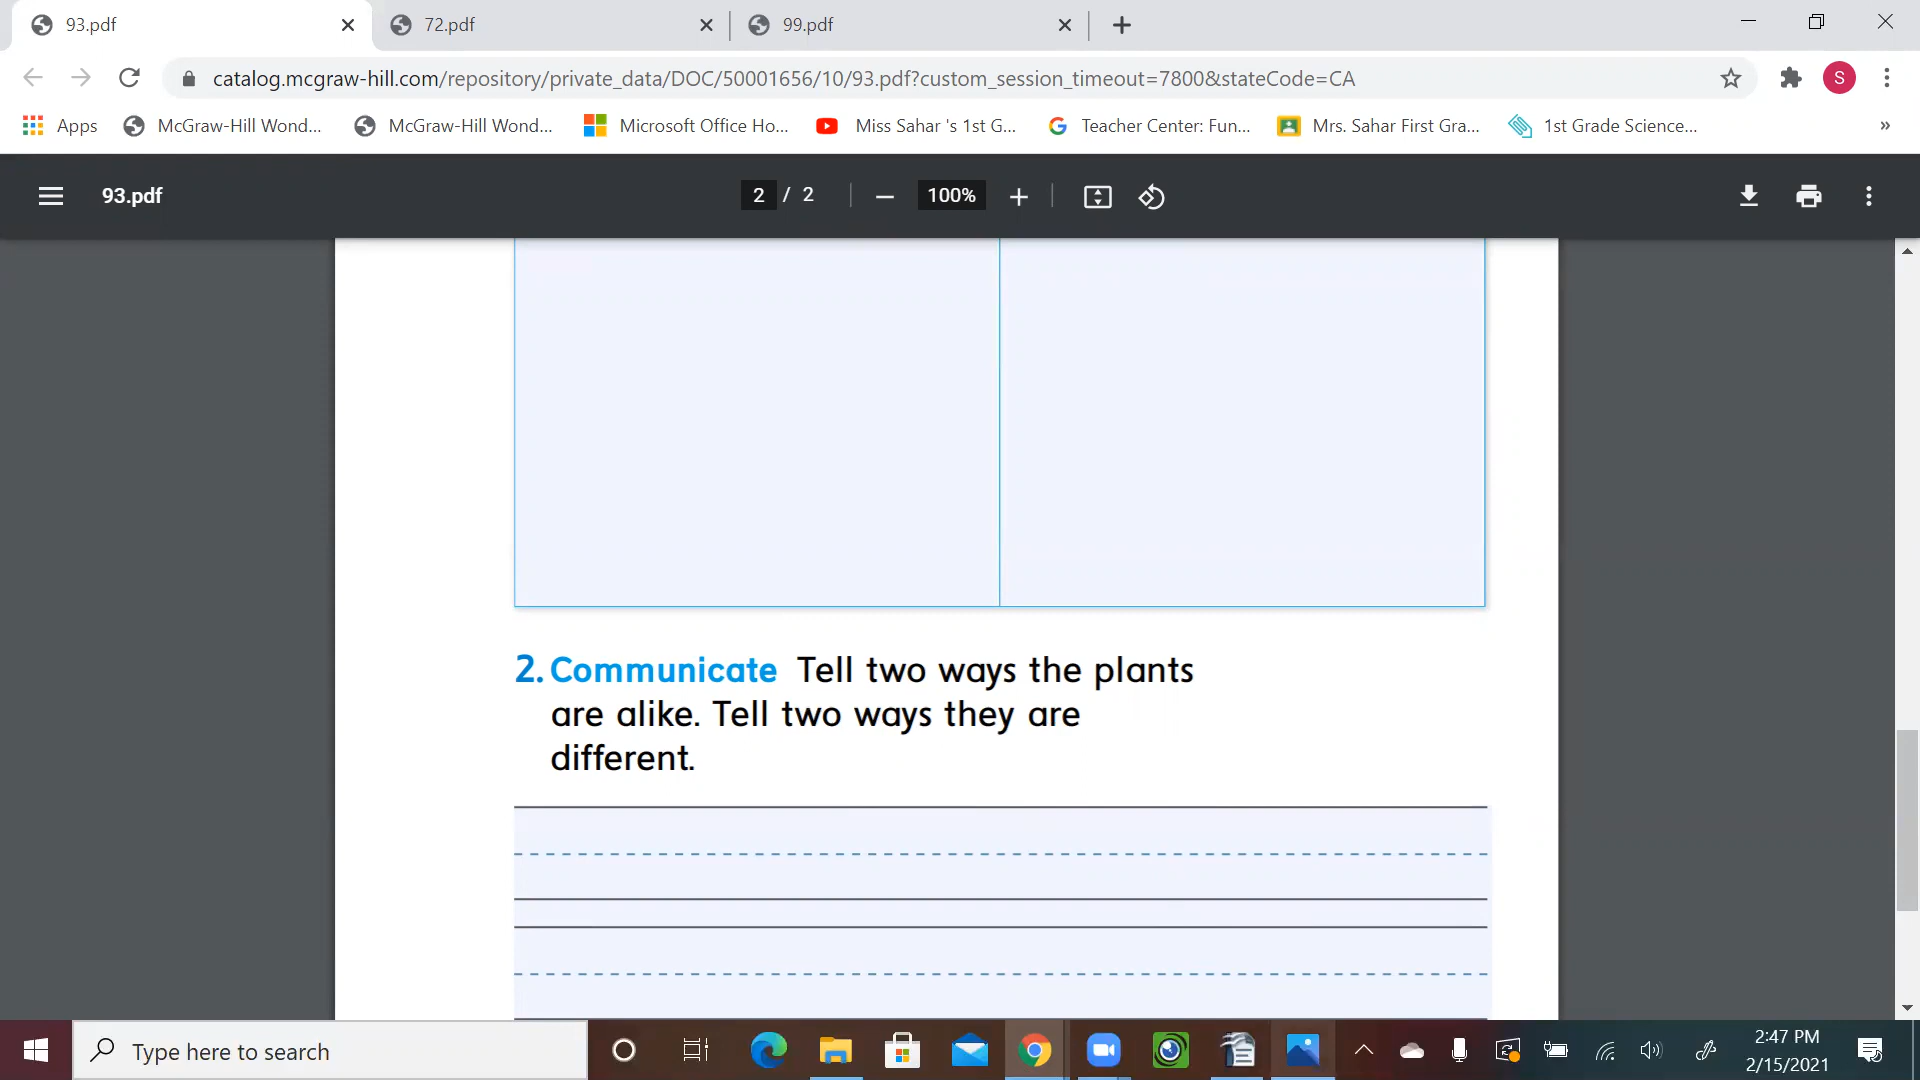 93.pdf
72.pdf
99.pdf
catalog.mcgraw-hill.com/repository/private_data/DOC/50001656/10/93.pdf?custom_session_timeout=7800&stateCode=CA
S
Apps
McGraw-Hill Wond...
McGraw-Hill Wond...
Microsoft Office Ho...
Miss Sahar 's 1st G...
Teacher Center: Fun...
Mrs. Sahar First Gra...
1st Grade Science...
»
93.pdf
2 / 2
100%
2. Communicate Tell two ways the plants
are alike. Tell two ways they are
different.
Type here to search
2:47 PM
2/15/2021